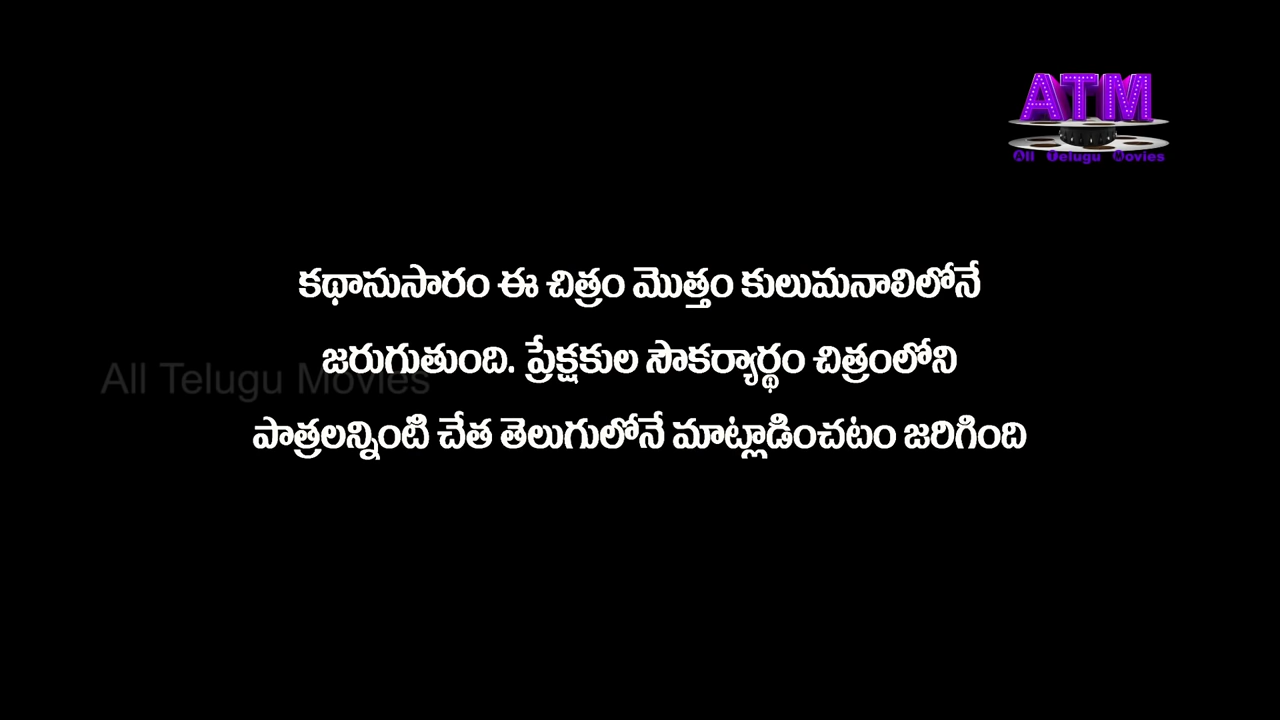 ATM
All Telugu Movies
కథానుసారం ఈ చిత్రం మొత్తం కులుమనాలిలోనే
జరుగుతుంది. ప్రేక్షకుల సౌకర్యార్థం చిత్రంలోని
All Telugu Movies
పాత్రలన్నింటి చేత తెలుగులోనే మాట్లాడించటం జరిగింది